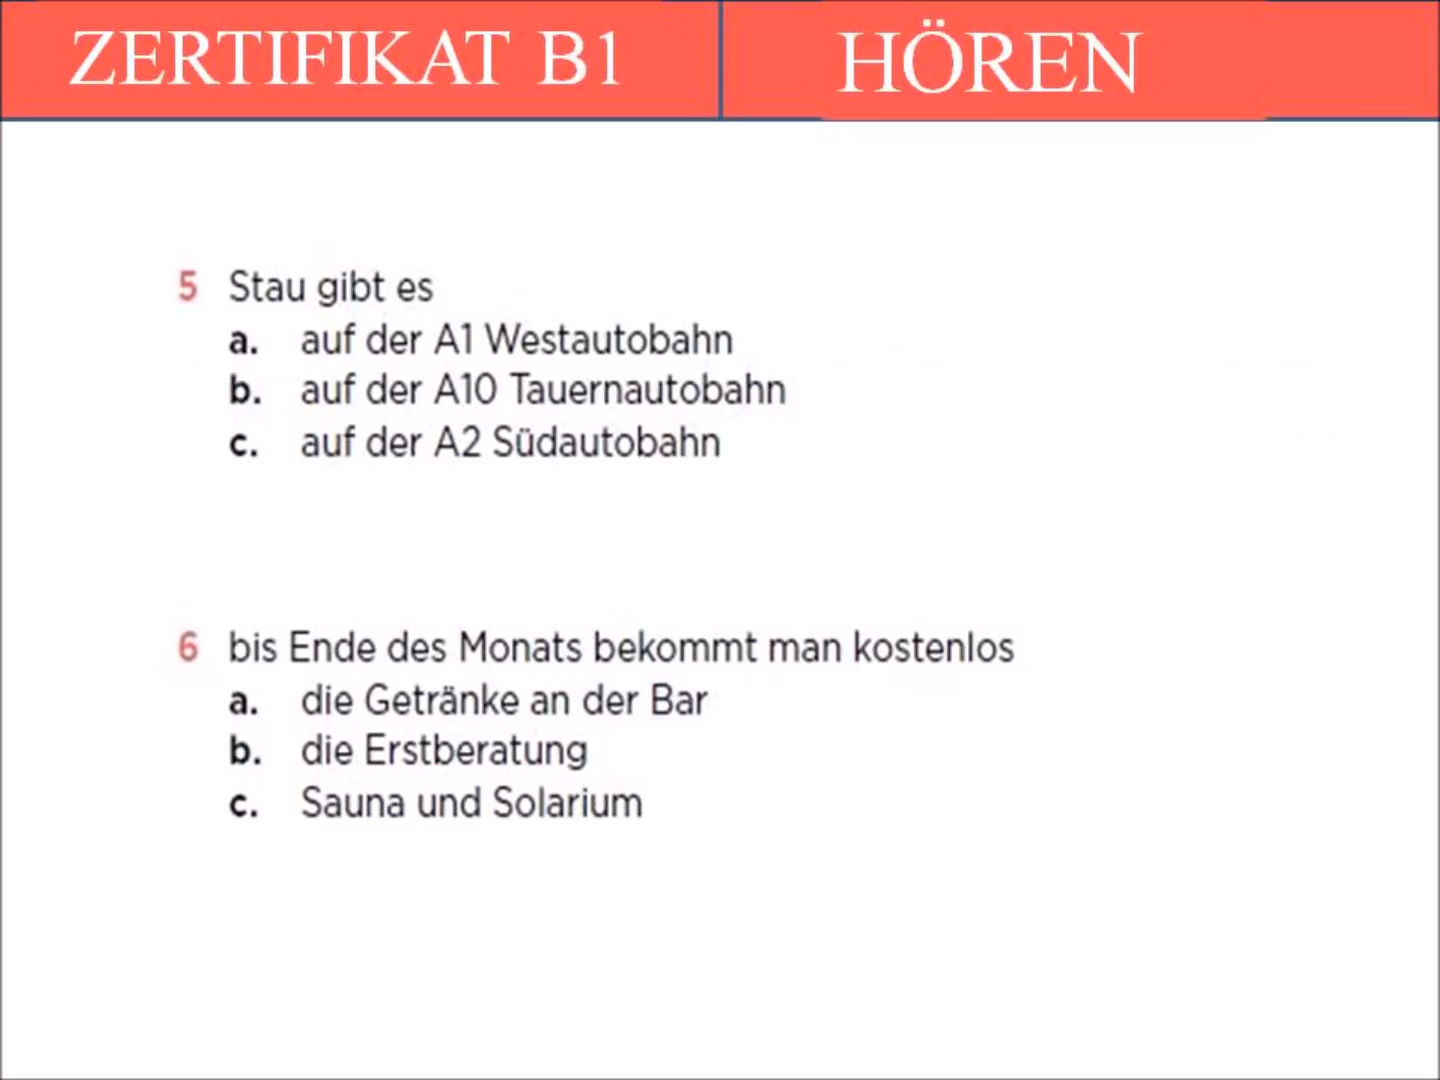 ZERTIFIKAT B1
HÖREN
5 Stau gibt es
a. auf der A1 Westautobahn
b. auf der A10 Tauernautobahn
c. auf der A2 Südautobahn
6 bis Ende des Monats bekommt man kostenlos
a. die Getränke an der Bar
b. die Erstberatung
c. Sauna und Solarium